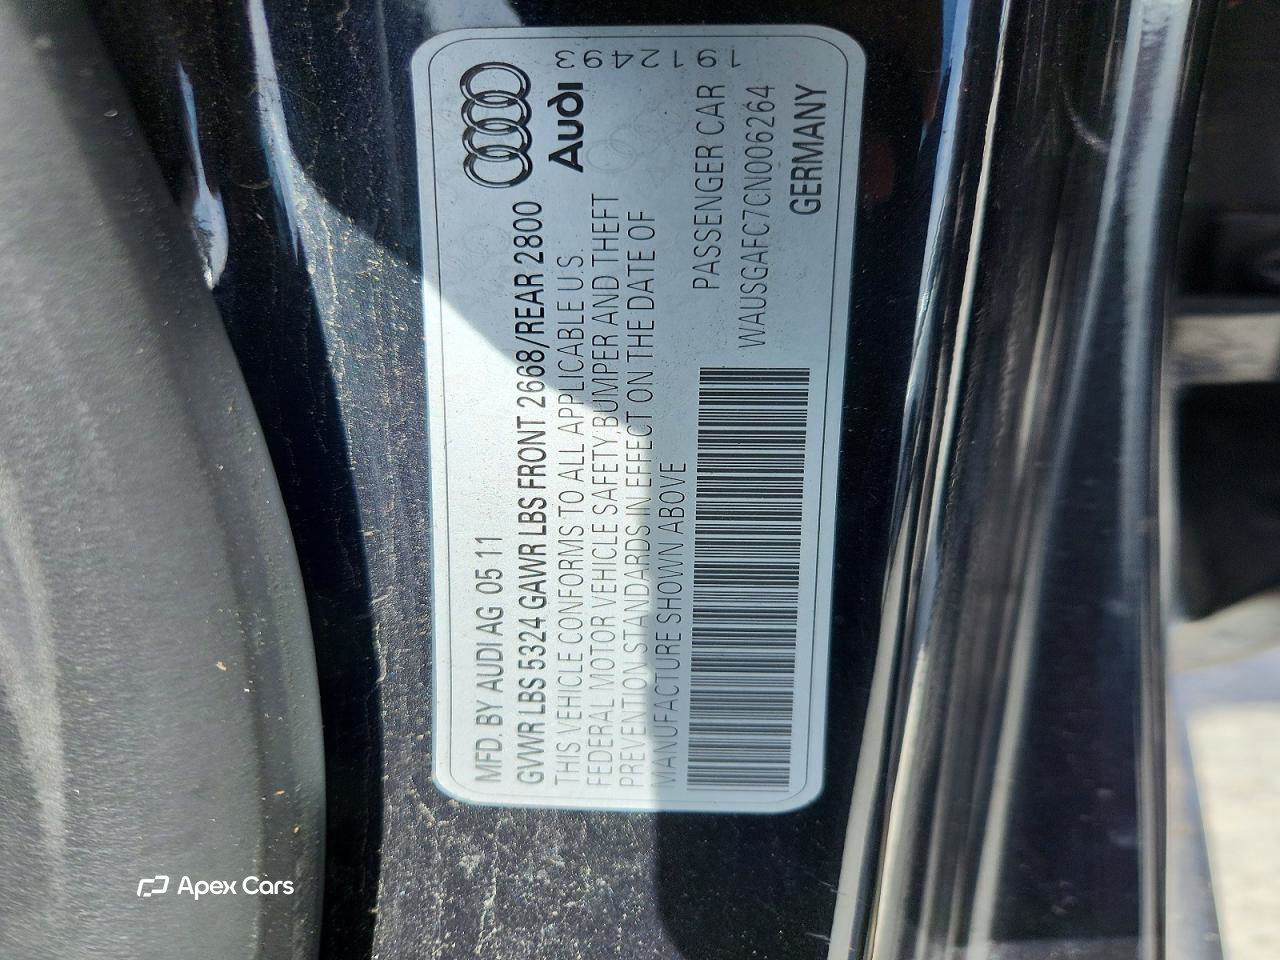 MFD. BY AUDI AG 05 11
GVWR LBS 5324 GAWR LBS FRONT 2668/REAR 2800
THIS VEHICLE CONFORMS TO ALL APPLICABLE U.S.
FEDERAL MOTOR VEHICLE SAFETY,BUMPER AND THEFT
PREVENTION STANDARDS IN EFFECT ON THE DATE OF
MANUFACTURE SHOWN ABOVE
Audi
1912493
PASSENGER CAR
WAUSGAFC7CN006264
GERMANY
Apex Cars